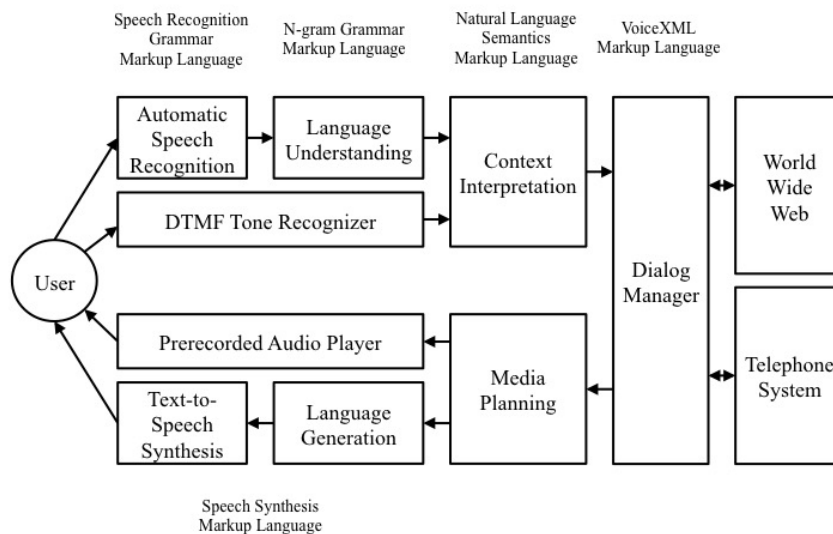 Speech Recognition
Grammar
Markup Language
N-gram Grammar
Markup Language
Natural Language
Semantics
Markup Language
VoiceXML
Markup Language
Automatic
Speech
Recognition
Language
Understanding
Context
Interpretation
World
Wide
Web
DTMF Tone Recognizer
User
Dialog
Manager
Prerecorded Audio Player
Media
Planning
Telephone
System
Text-to-
Speech
Synthesis
Language
Generation
Speech Synthesis
Markup Language